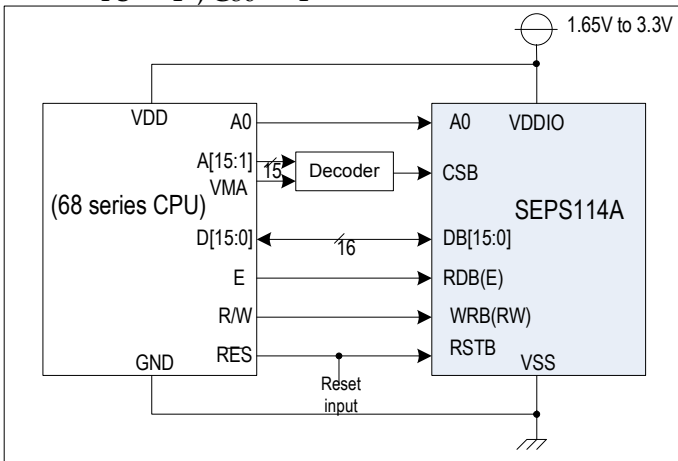 1.65V to 3.3V
VDD
A0
A[15:1]
15
VMA
Decoder
(68 series CPU)
D[15:0]
16
E
R/W
RES
GND
Reset
input
A0
VDDIO
CSB
SEPS114A
DB[15:0]
RDB(E)
WRB(RW)
RSTB
VSS